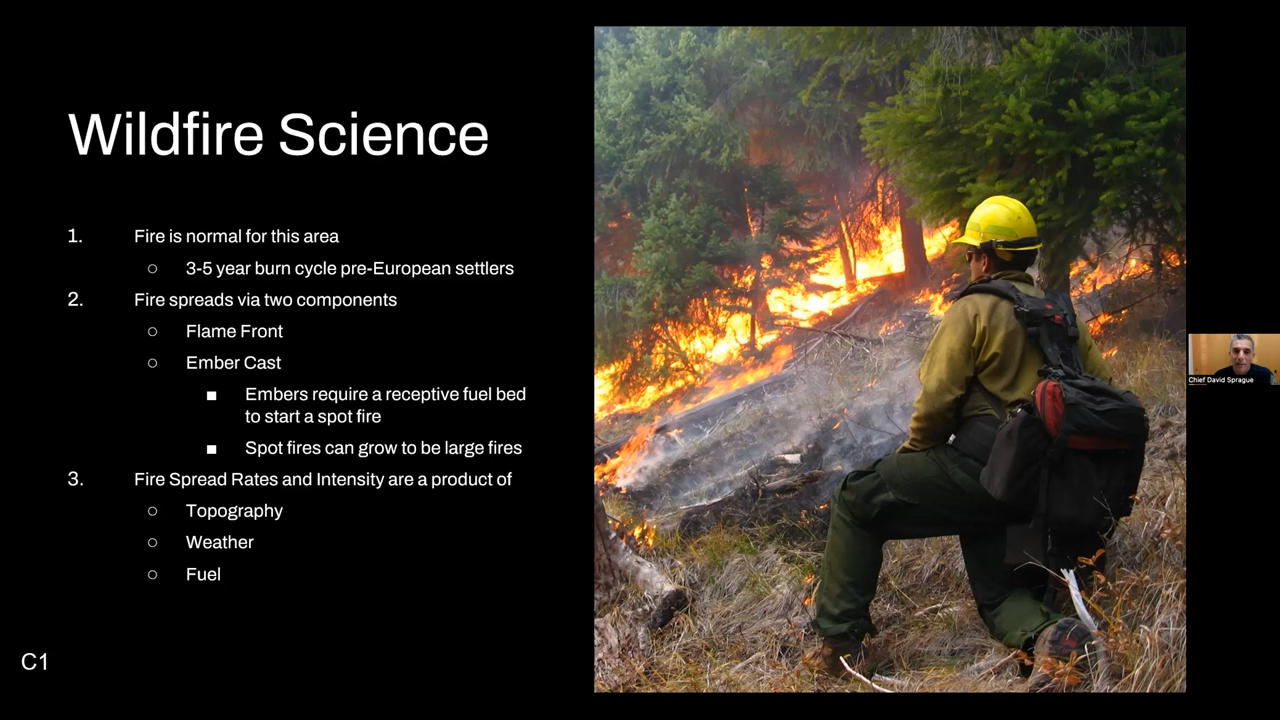 Wildfire Science
1. Fire is normal for this area
○ 3-5 year burn cycle pre-European settlers
2. Fire spreads via two components
○ Flame Front
○ Ember Cast
■ Embers require a receptive fuel bed
to start a spot fire
■ Spot fires can grow to be large fires
3. Fire Spread Rates and Intensity are a product of
○ Topography
○ Weather
○ Fuel
C1
Chief David Sprague